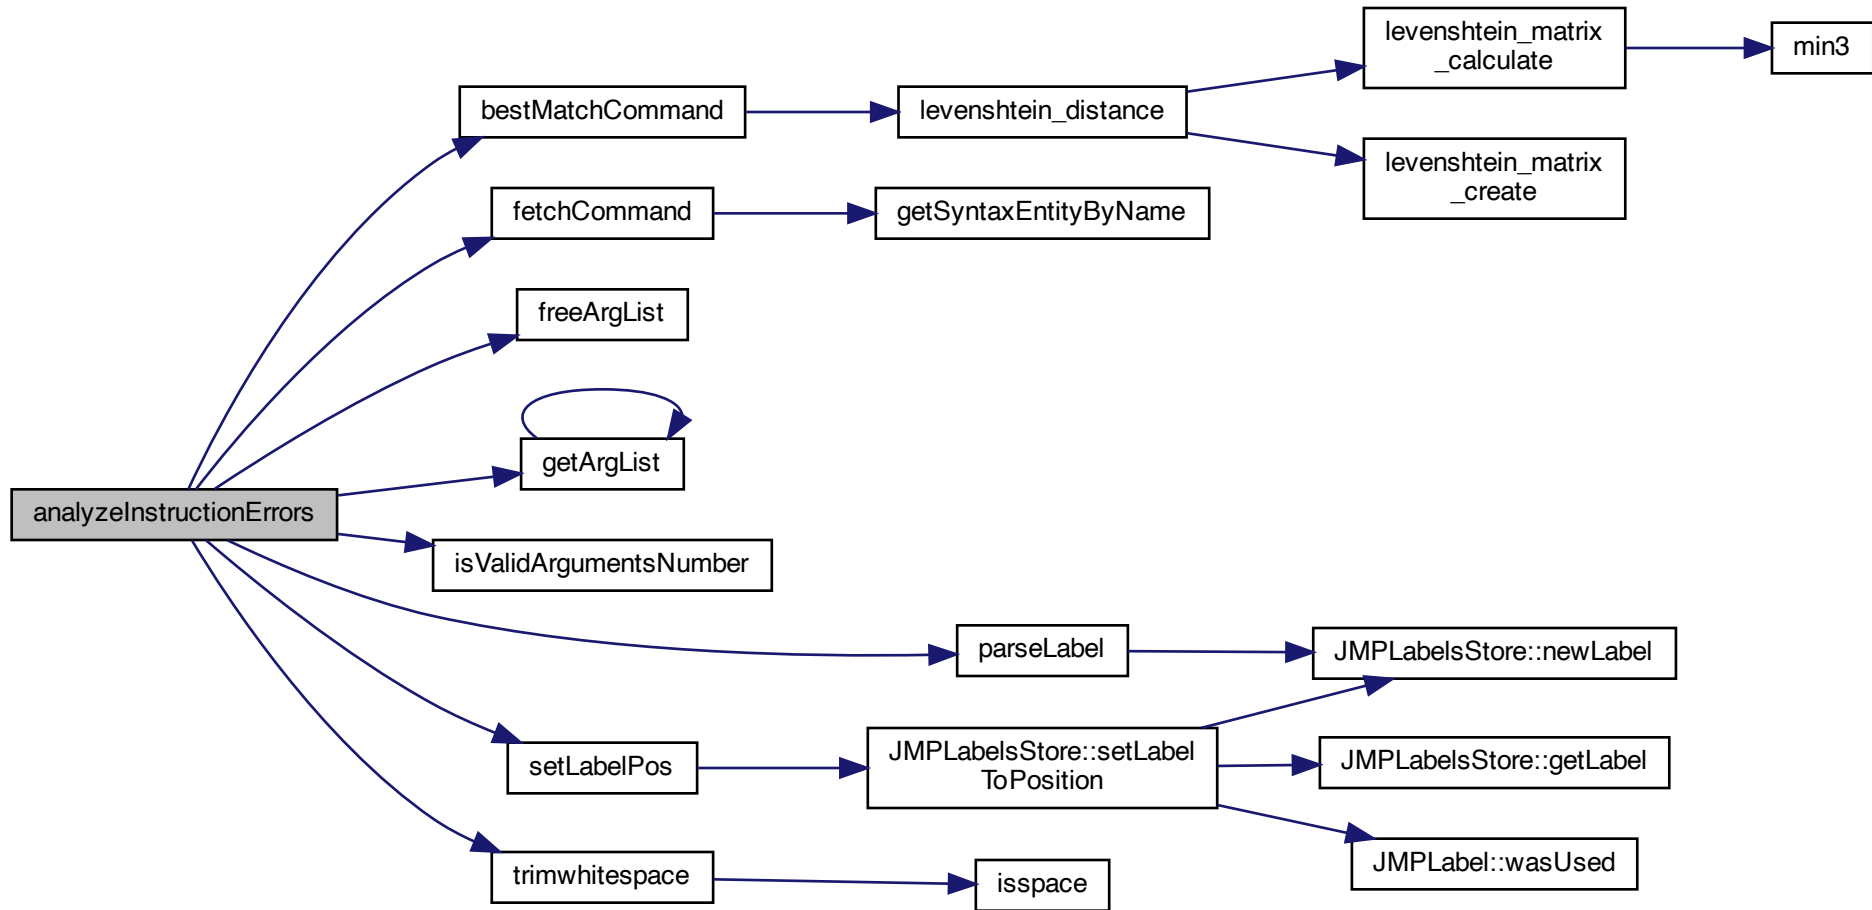 analyzeInstructionErrors
bestMatchCommand
levenshtein_distance
levenshtein_matrix
_calculate
min3
levenshtein_matrix
_create
fetchCommand
getSyntaxEntityByName
freeArgList
getArgList
isValidArgumentsNumber
parseLabel
JMPLabelsStore::newLabel
setLabelPos
JMPLabelsStore::setLabel
ToPosition
JMPLabelsStore::getLabel
JMPLabel::wasUsed
trimwhitespace
isspace